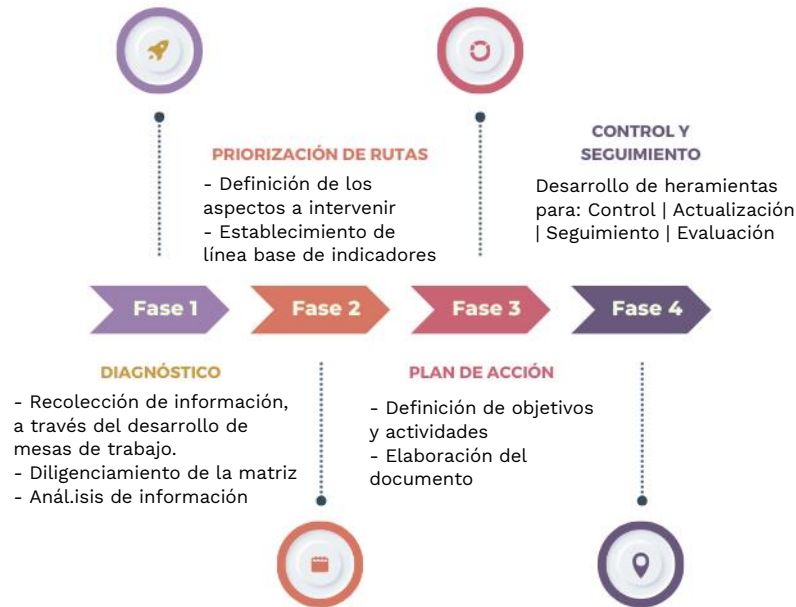 PRIORIZACIÓN DE RUTAS
- Definición de los
aspectos a intervenir
- Establecimiento de
línea base de indicadores
CONTROL Y
SEGUIMIENTO
Desarrollo de heramientas
para: Control | Actualización
| Seguimiento | Evaluación
Fase 1
Fase 2
Fase 3
Fase 4
DIAGNÓSTICO
- Recolección de información,
a través del desarrollo de
mesas de trabajo.
- Diligenciamiento de la matriz
- Anál.isis de información
PLAN DE ACCIÓN
- Definición de objetivos
y actividades
- Elaboración del
documento